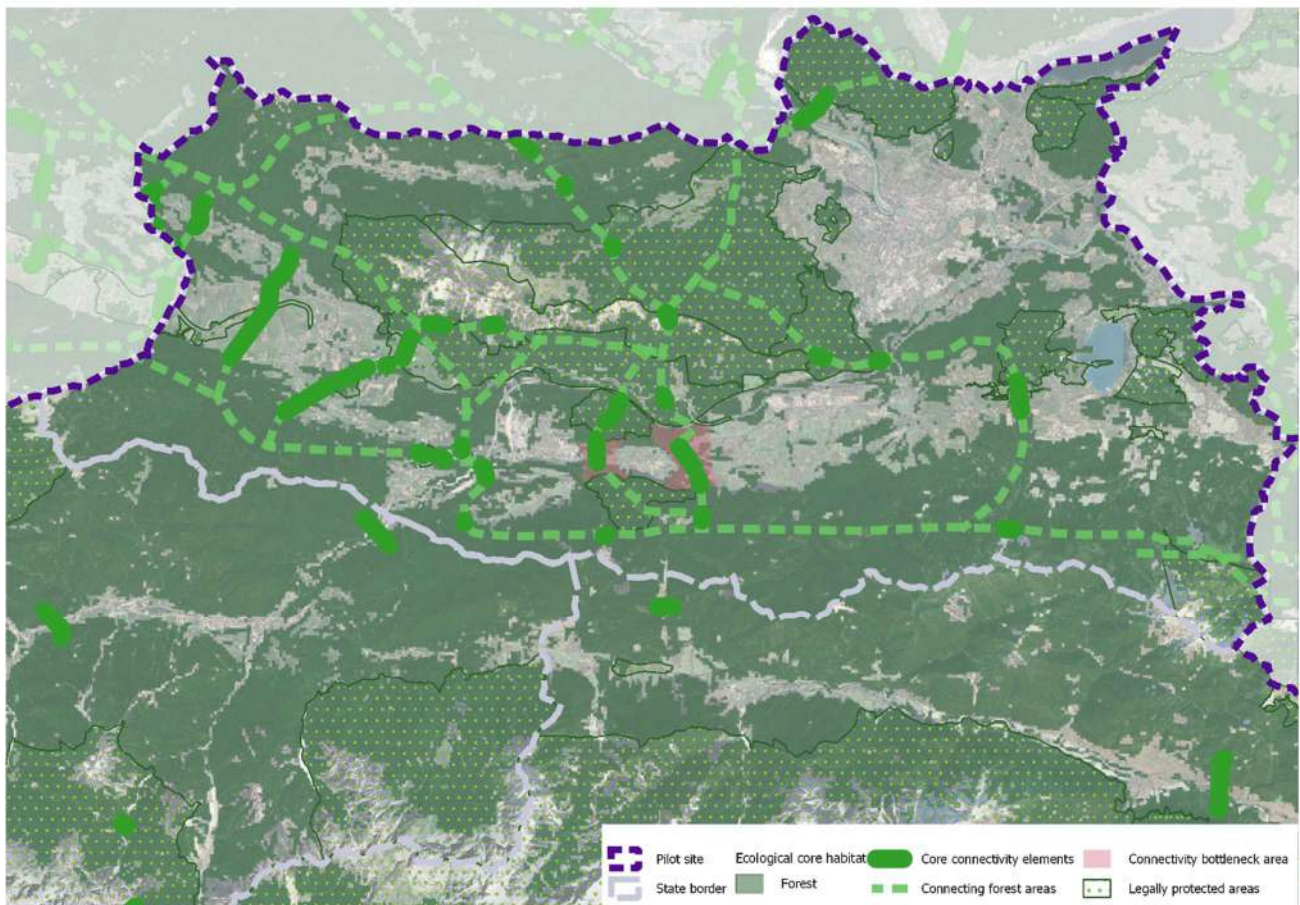 Pilot site
State border
Ecological core habitat
Forest
Core connectivity elements
Connecting forest areas
Connectivity bottleneck area
Legally protected areas